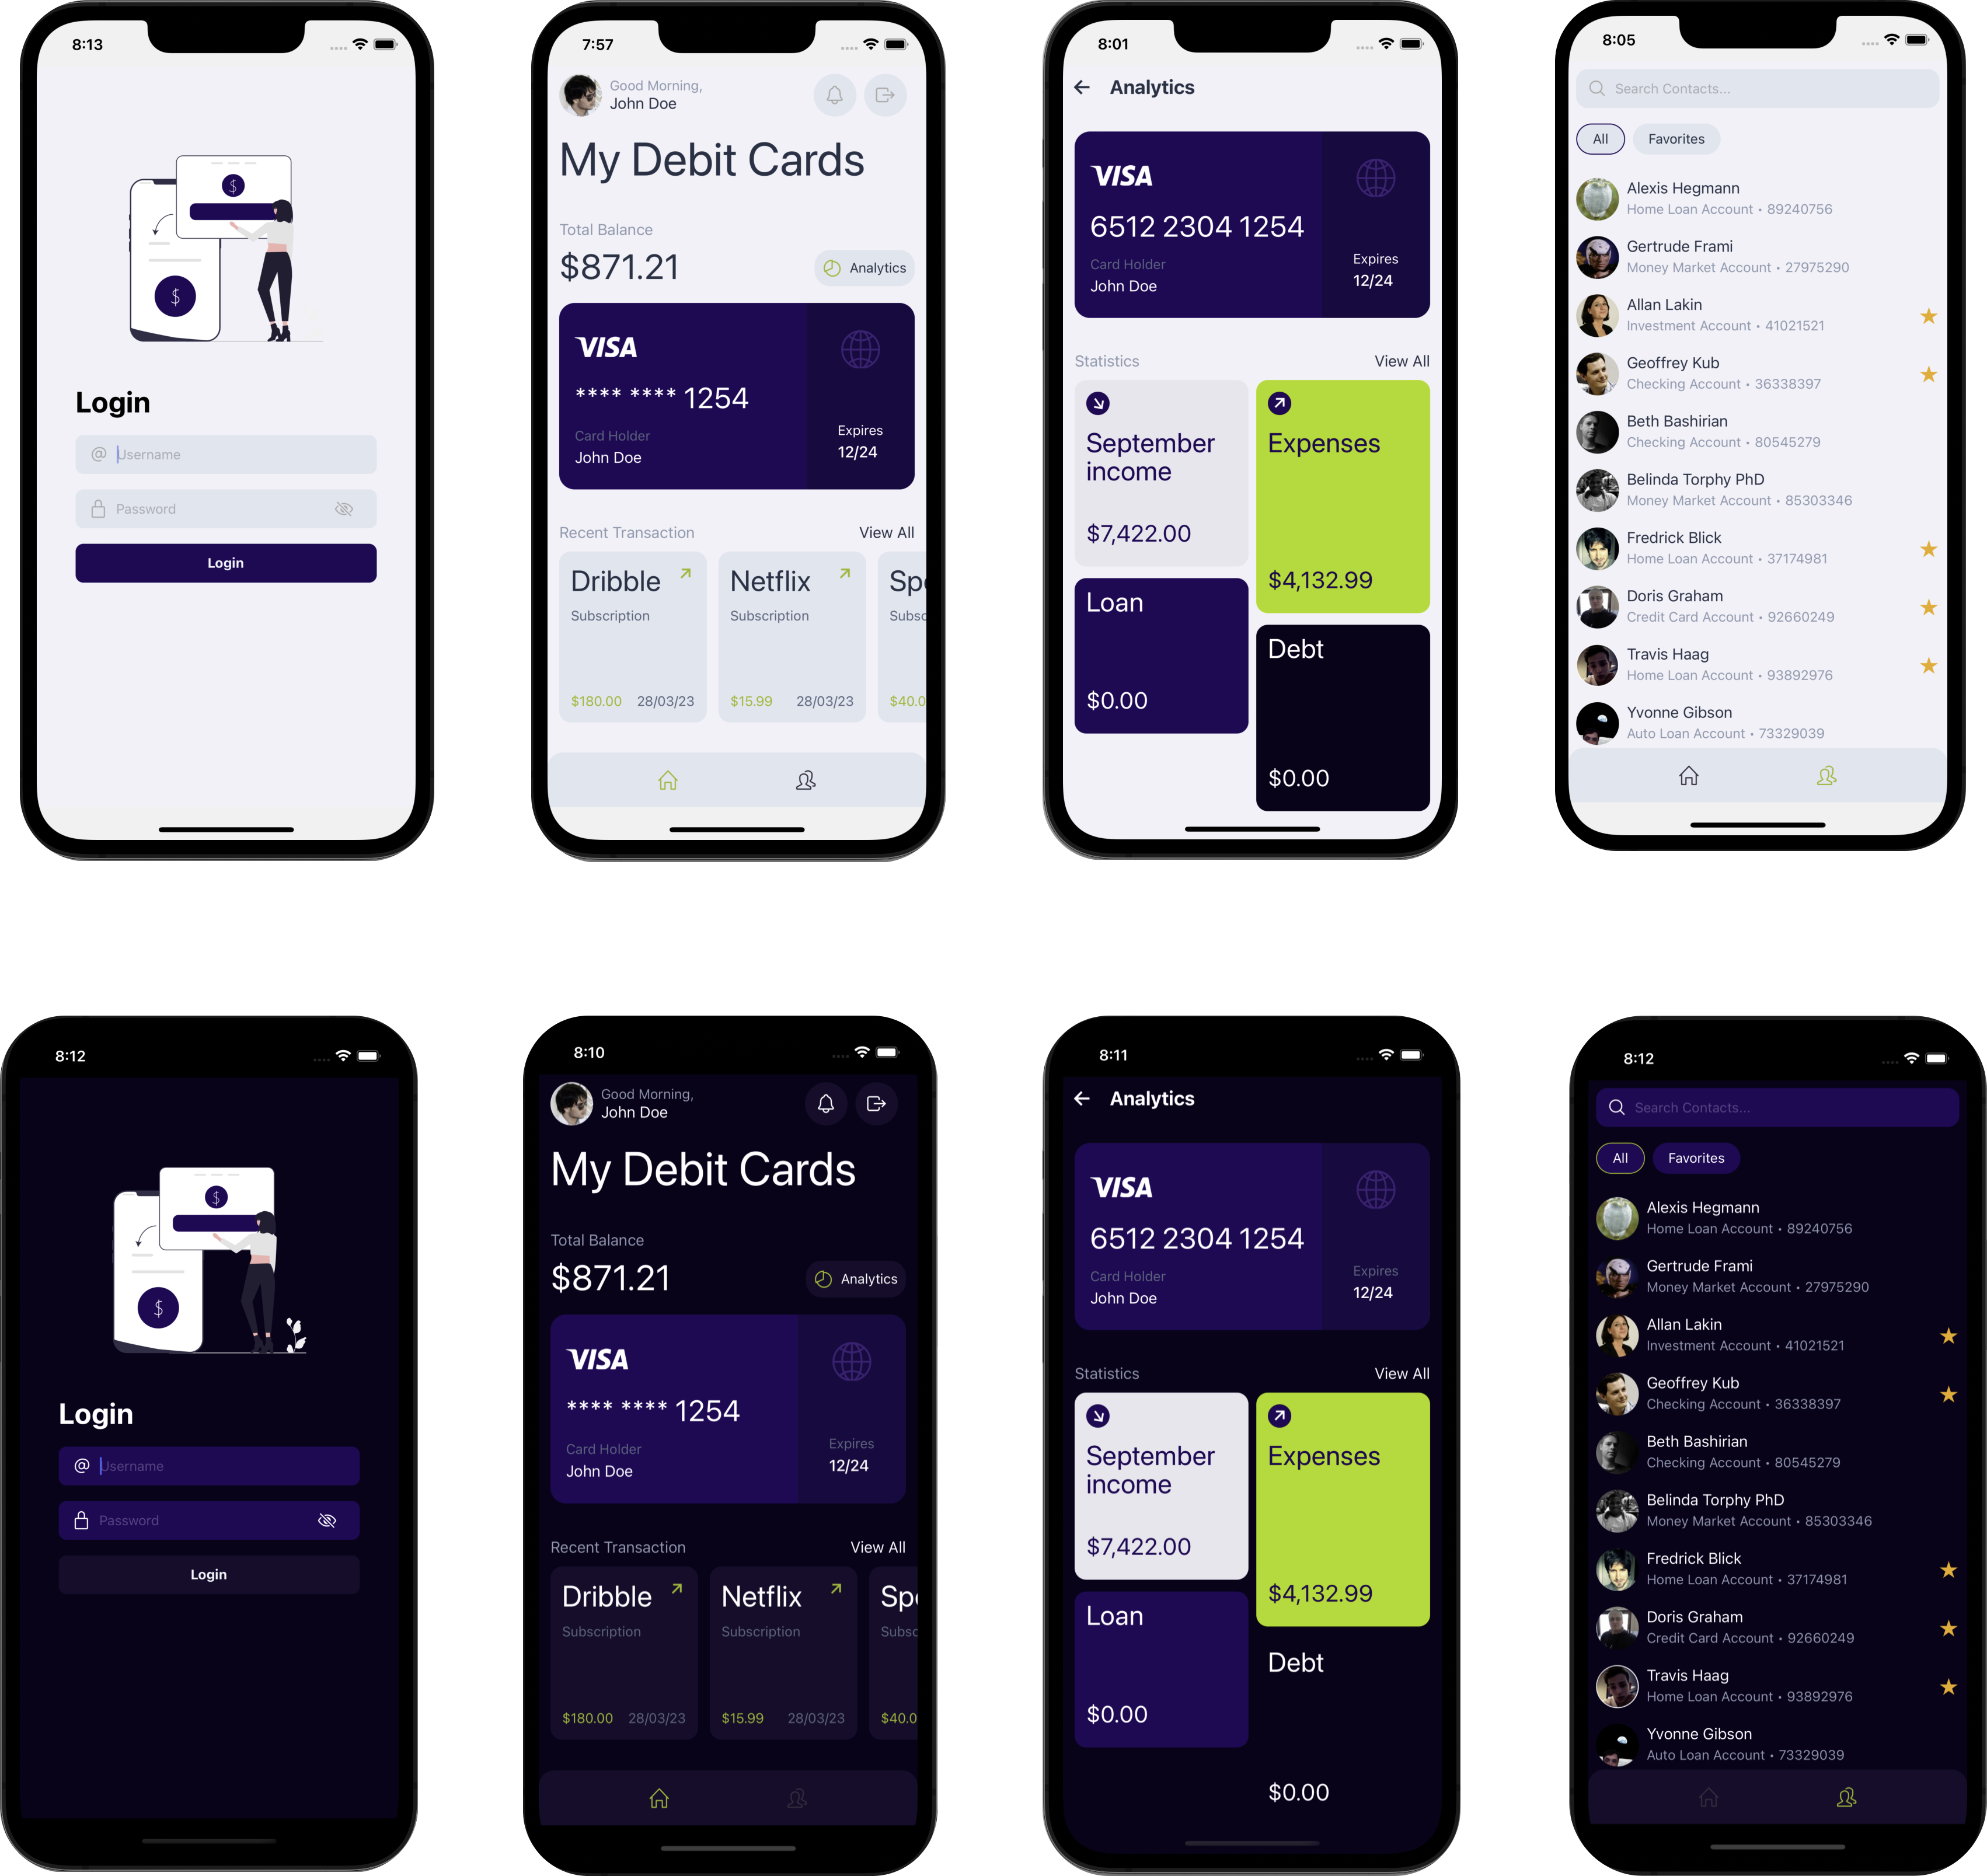 8:13
$
$
Login
@ Username
Password
Login
7:57
Good Morning,
John Doe
My Debit Cards
Total Balance
$871.21
Analytics
VISA
**** **** 1254
Card Holder
John Doe
Expires
12/24
Recent Transaction
View All
Dribble
Subscription
$180.00 28/03/23
Netflix
Subscription
$15.99 28/03/23
Sp
Subsc
$40.0
8:01
Analytics
VISA
6512 2304 1254
Card Holder
John Doe
Expires
12/24
Statistics
View All
September
income
$7,422.00
Expenses
$4,132.99
Loan
$0.00
Debt
$0.00
8:05
Search Contacts...
All
Favorites
Alexis Hegmann
Home Loan Account • 89240756
Gertrude Frami
Money Market Account • 27975290
Allan Lakin
Investment Account • 41021521
Geoffrey Kub
Checking Account • 36338397
Beth Bashirian
Checking Account • 80545279
Belinda Torphy PhD
Money Market Account • 85303346
Fredrick Blick
Home Loan Account • 37174981
Doris Graham
Credit Card Account • 92660249
Travis Haag
Home Loan Account • 93892976
Yvonne Gibson
Auto Loan Account • 73329039
8:12
$
$
Login
@ Username
Password
Login
8:10
Good Morning,
John Doe
My Debit Cards
Total Balance
$871.21
Analytics
VISA
**** **** 1254
Card Holder
John Doe
Expires
12/24
Recent Transaction
View All
Dribble
Subscription
$180.00 28/03/23
Netflix
Subscription
$15.99 28/03/23
Sp
Subsc
$40.0
8:11
Analytics
VISA
6512 2304 1254
Card Holder
John Doe
Expires
12/24
Statistics
View All
September
income
$7,422.00
Expenses
$4,132.99
Loan
$0.00
Debt
$0.00
8:12
Search Contacts...
All
Favorites
Alexis Hegmann
Home Loan Account • 89240756
Gertrude Frami
Money Market Account • 27975290
Allan Lakin
Investment Account • 41021521
Geoffrey Kub
Checking Account • 36338397
Beth Bashirian
Checking Account • 80545279
Belinda Torphy PhD
Money Market Account • 85303346
Fredrick Blick
Home Loan Account • 37174981
Doris Graham
Credit Card Account • 92660249
Travis Haag
Home Loan Account • 93892976
Yvonne Gibson
Auto Loan Account • 73329039